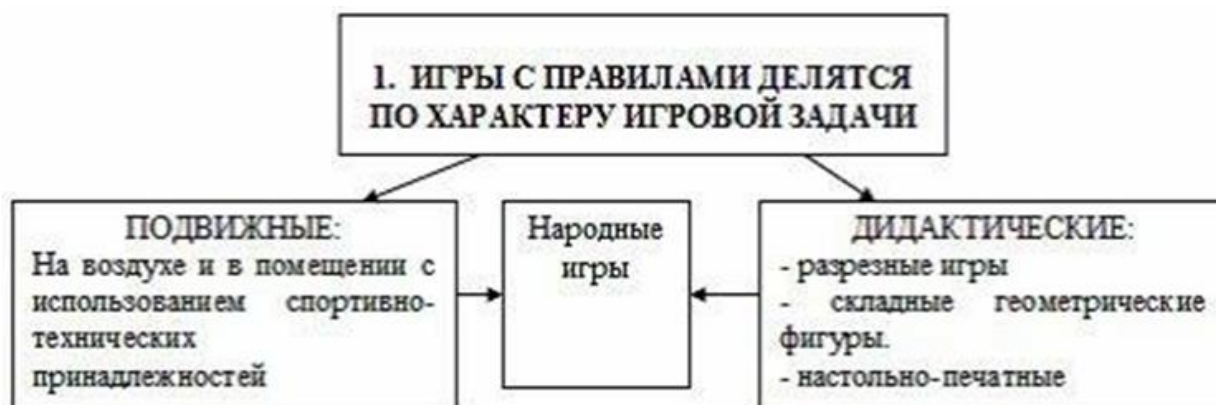 1. ИГРЫ С ПРАВИЛАМИ ДЕЛЯТСЯ
ПО ХАРАКТЕРУ ИГРОВОЙ ЗАДАЧИ
ПОДВИЖНЫЕ:
На воздухе и в помещении с
использованием спортивно-
технических
принадлежностей
Народные
игры
ДИДАКТИЧЕСКИЕ:
- разрезные игры
- складные геометрические
фигуры.
- настольно-печатные